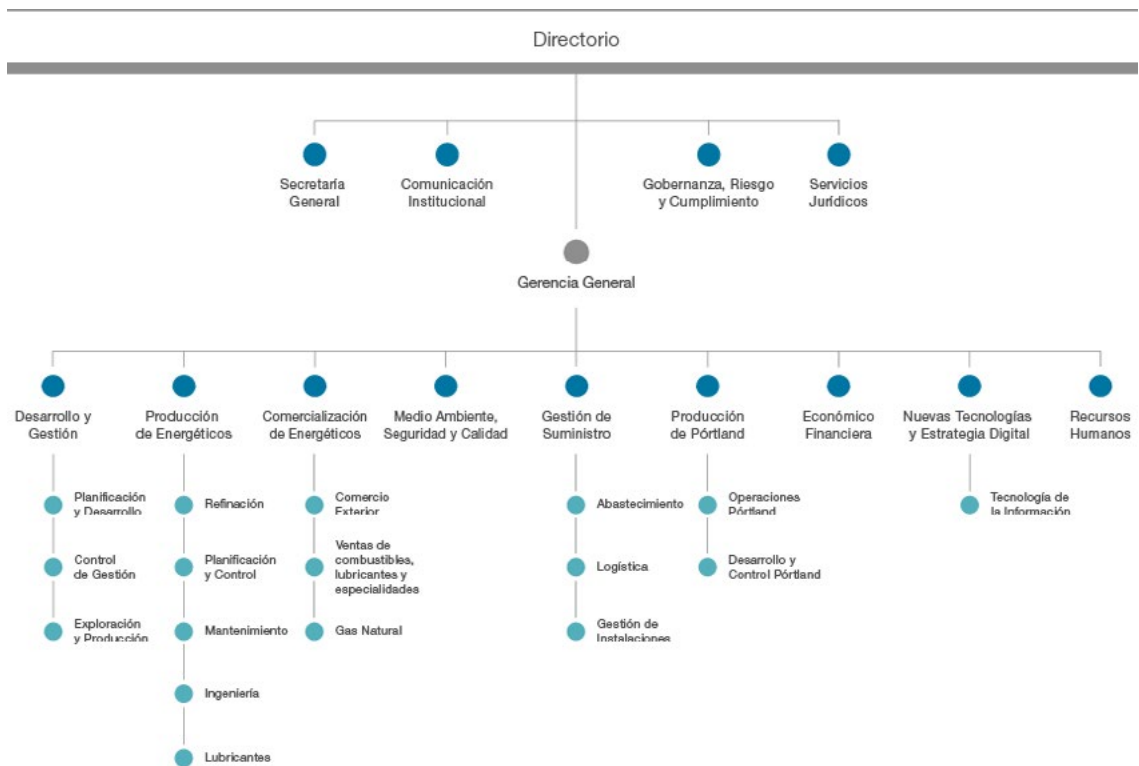 Directorio
Secretaría
General
Comunicación
Institucional
Gobernanza, Riesgo
y Cumplimiento
Servicios
Jurídicos
Gerencia General
Desarrollo y
Gestión
Producción
de Energéticos
Comercialización
de Energéticos
Medio Ambiente,
Seguridad y Calidad
Gestión de
Suministro
Producción
de Pórtland
Económico
Financiera
Nuevas Tecnologías
y Estrategia Digital
Recursos
Humanos
Planificación
y Desarrollo
Control
de Gestión
Exploración
y Producción
Refinación
Planificación
y Control
Mantenimiento
Ingeniería
Lubricantes
Comercio
Exterior
Ventas de
combustibles,
lubricantes y
especialidades
Gas Natural
Abastecimiento
Logística
Gestión de
Instalaciones
Operaciones
Pórtland
Desarrollo y
Control Pórtland
Tecnología de
la Información